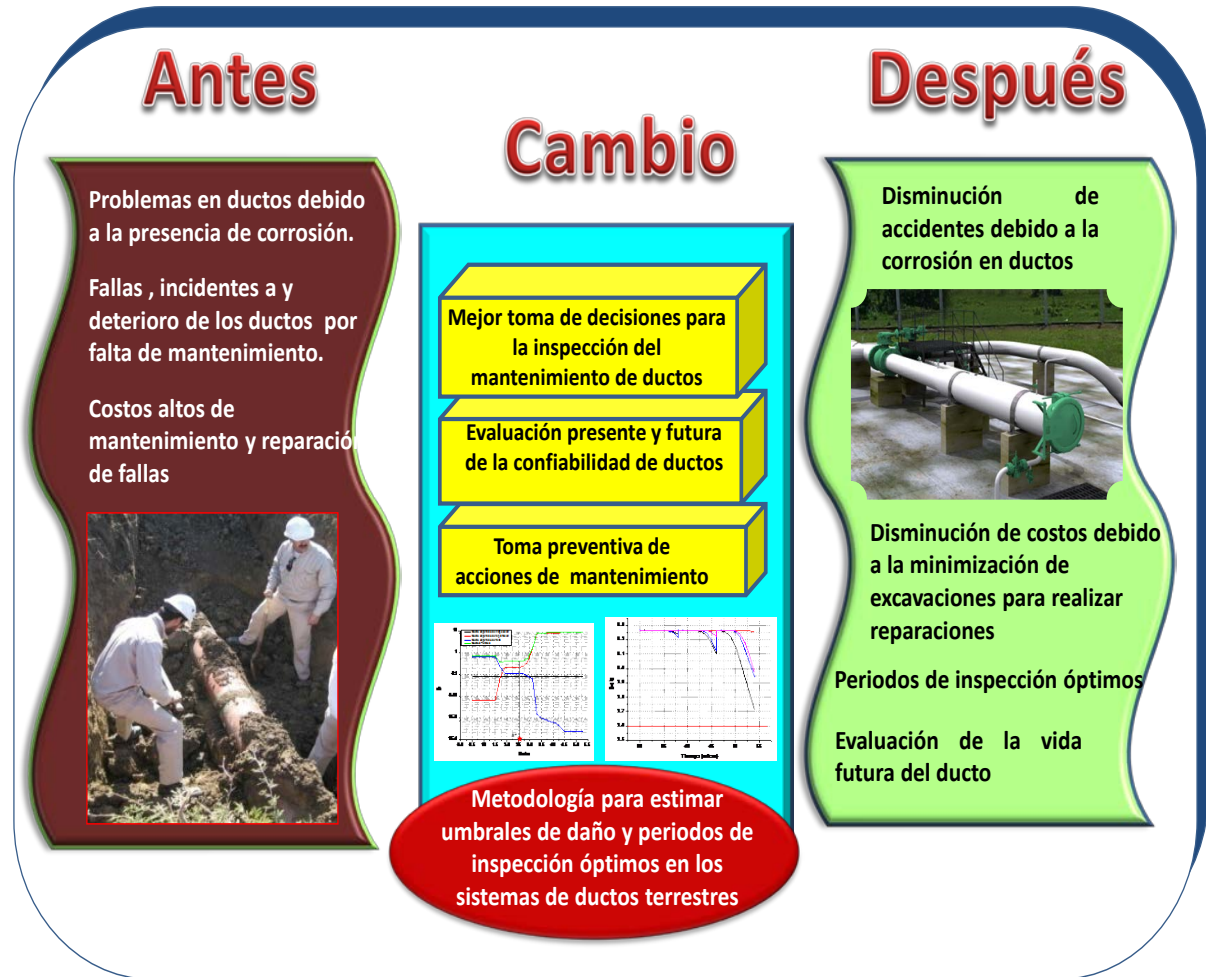 Antes
Problemas en ductos debido
a la presencia de corrosión.
Fallas , incidentes a y
deterioro de los ductos por
falta de mantenimiento.
Costos altos de
mantenimiento y reparación
de fallas
Cambio
Mejor toma de decisiones para
la inspección del
mantenimiento de ductos
Evaluación presente y futura
de la confiabilidad de ductos
Toma preventiva de
acciones de mantenimiento
Metodología para estimar
umbrales de daño y periodos de
inspección óptimos en los
sistemas de ductos terrestres
Después
Disminución de
accidentes debido a la
corrosión en ductos
Disminución de costos debido
a la minimización de
excavaciones para realizar
reparaciones
Periodos de inspección óptimos
Evaluación de la vida
futura del ducto